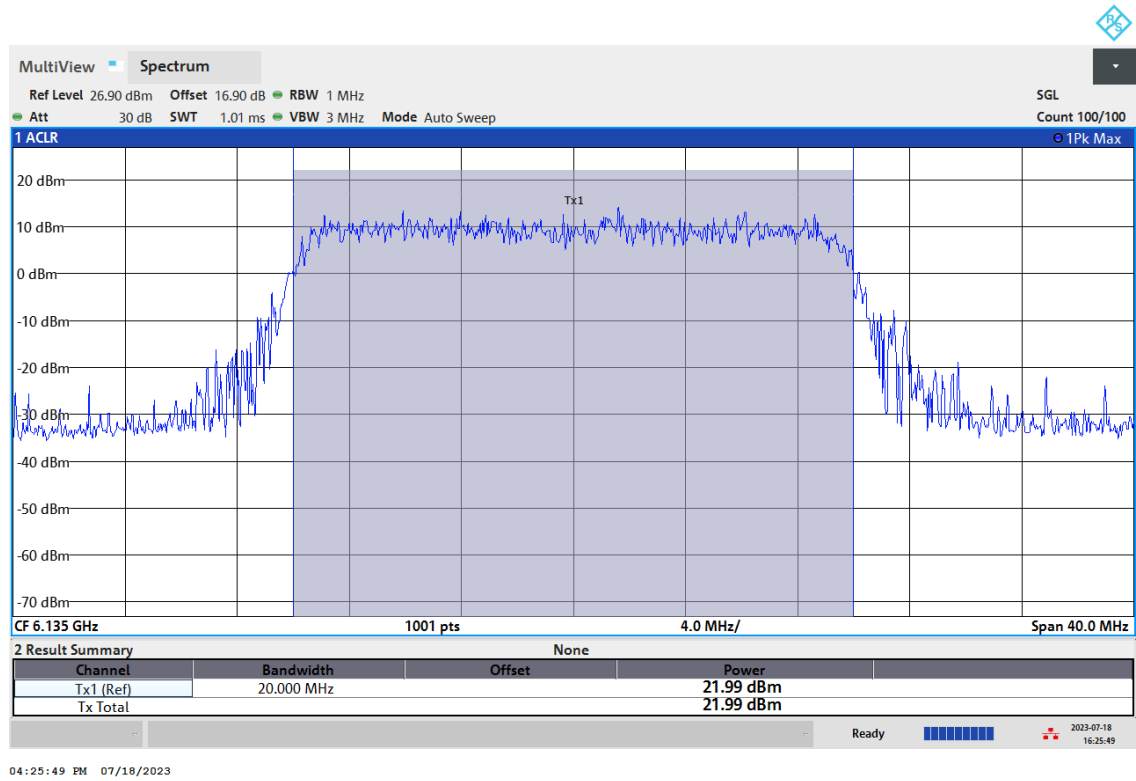 R S
MultiView Spectrum
Ref Level 26.90 dBm Offset 16.90 dB RBW 1 MHz SGL
Att 30 dB SWT 1.01 ms VBW 3 MHz Mode Auto Sweep Count 100/100
1 ACLR 1Pk Max
20 dBm
Tx1
10 dBm
0 dBm
-10 dBm
-20 dBm
-30 dBm
-40 dBm
-50 dBm
-60 dBm
-70 dBm
CF 6.135 GHz 1001 pts 4.0 MHz/ Span 40.0 MHz
2 Result Summary None
Channel Bandwidth Offset Power
Tx1 (Ref) 20.000 MHz 21.99 dBm
Tx Total 21.99 dBm
Ready 2023-07-18
16:25:49
04:25:49 PM 07/18/2023